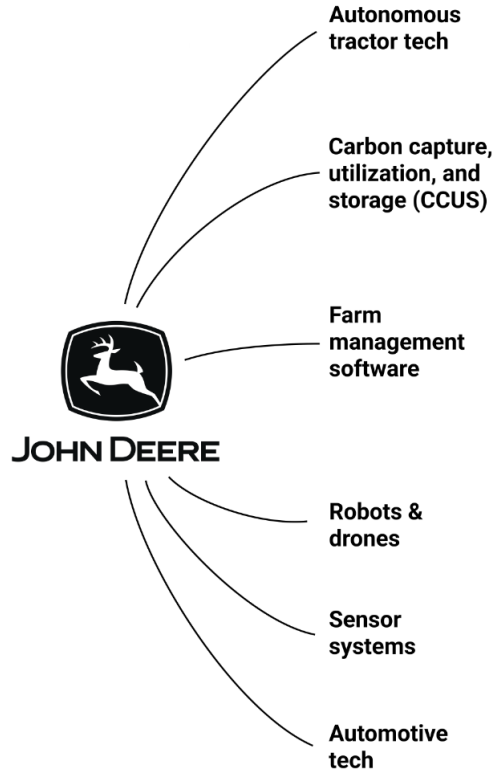 Autonomous
tractor tech
Carbon capture,
utilization, and
storage (CCUS)
Farm
management
software
JOHN DEERE
Robots &
drones
Sensor
systems
Automotive
tech